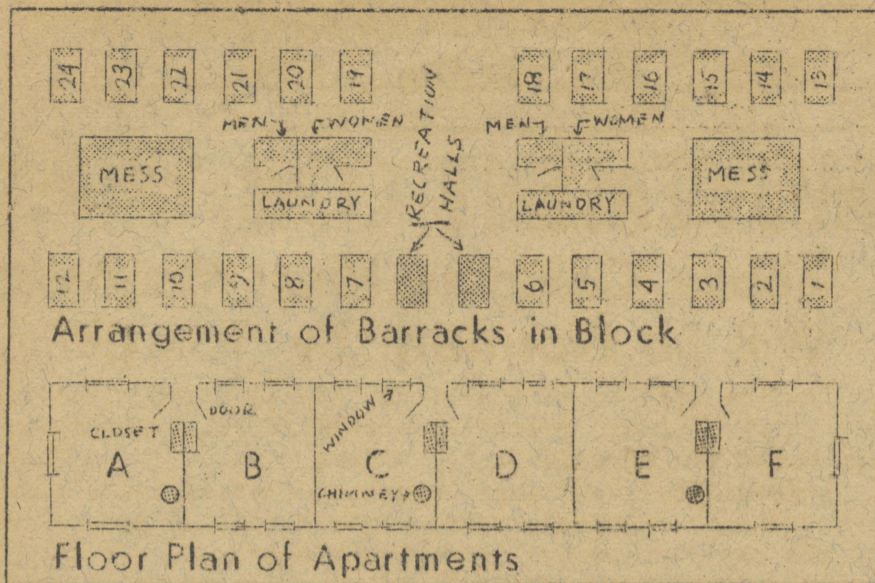 24 23 22 21 20 19 18 17 16 15 14 13
MEN WOMEN MEN WOMEN
RECREATION
HALLS
MESS MESS
LAUNDRY LAUNDRY
12 11 10 9 8 7 6 5 4 3 2 1
Arrangement of Barracks in Block
DOOR
WINDOW
CLOSET
A B C D E F
CHIMNEY
Floor Plan of Apartments